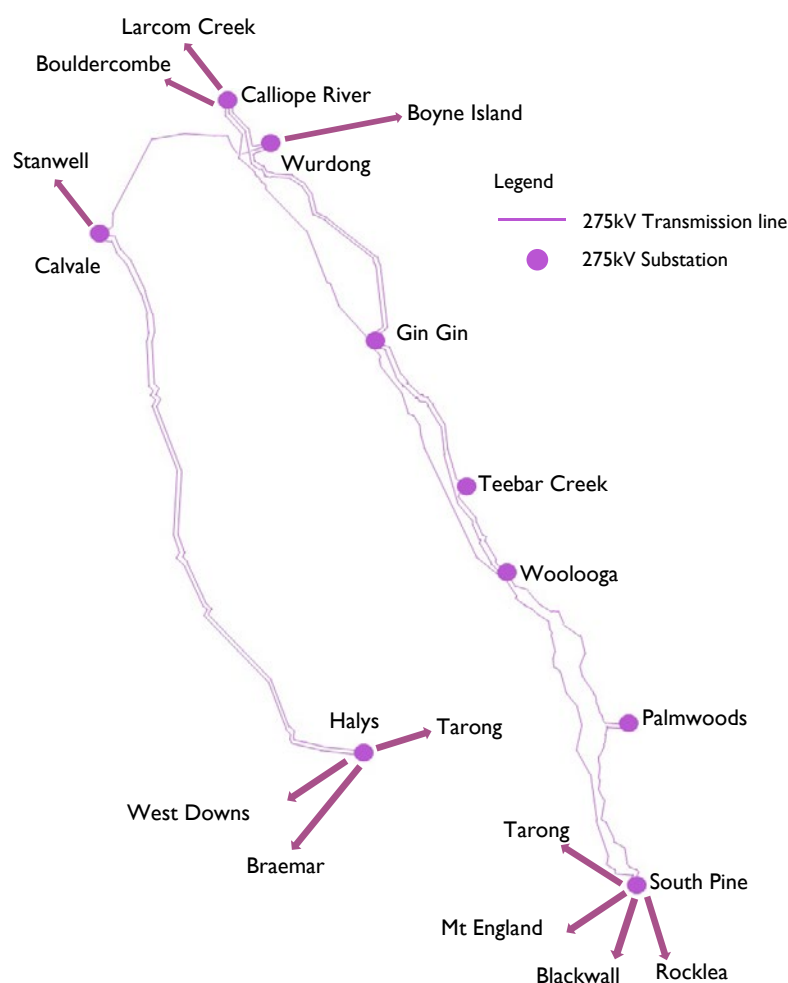 Larcom Creek
Bouldercombe
Calliope River
Boyne Island
Stanwell
Wurdong
Legend
275kV Transmission line
275kV Substation
Calvale
Gin Gin
Teebar Creek
Woolooga
Halys
Tarong
Palmwoods
West Downs
Braemar
Tarong
South Pine
Mt England
Blackwall
Rocklea